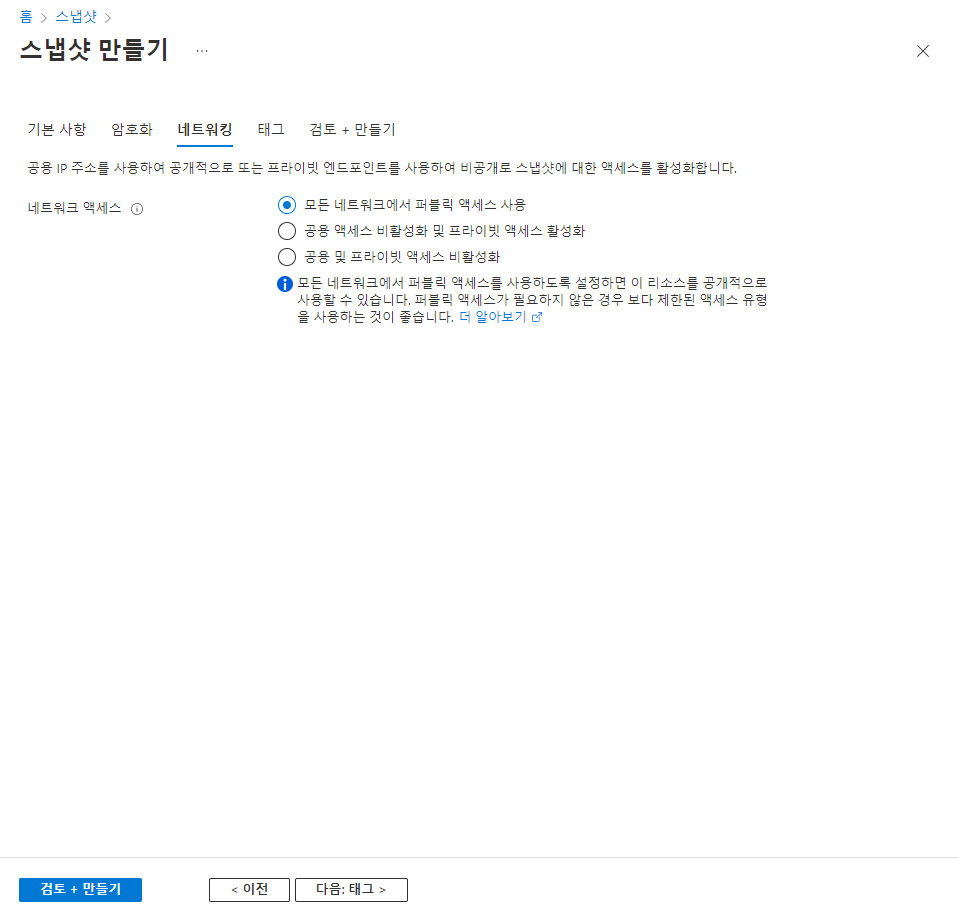 홈 > 스냅샷 >
스냅샷 만들기 ...
기본 사항 암호화 네트워킹 태그 검토 + 만들기
공용 IP 주소를 사용하여 공개적으로 또는 프라이빗 엔드포인트를 사용하여 비공개로 스냅샷에 대한 액세스를 활성화합니다.
네트워크 액세스
모든 네트워크에서 퍼블릭 액세스 사용
공용 액세스 비활성화 및 프라이빗 액세스 활성화
공용 및 프라이빗 액세스 비활성화
모든 네트워크에서 퍼블릭 액세스를 사용하도록 설정하면 이 리소스를 공개적으로
사용할 수 있습니다. 퍼블릭 액세스가 필요하지 않은 경우 보다 제한된 액세스 유형
을 사용하는 것이 좋습니다. 더 알아보기
검토 + 만들기 < 이전 다음: 태그 >